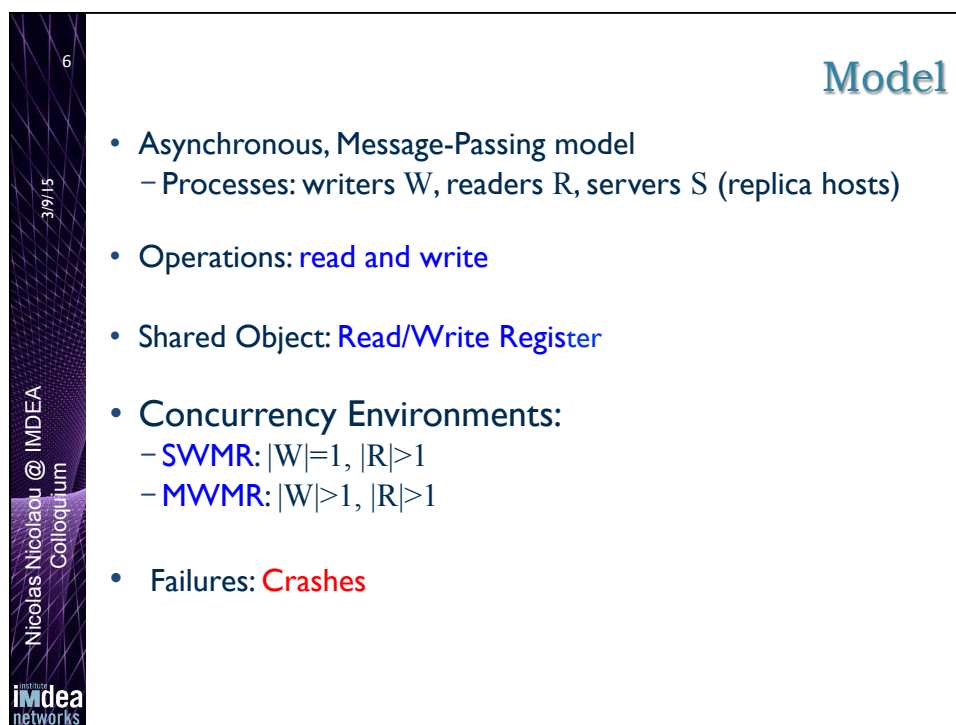 6
Model
• Asynchronous, Message-Passing model
– Processes: writers W, readers R, servers S (replica hosts)
• Operations: read and write
• Shared Object: Read/Write Register
• Concurrency Environments:
– SWMR: |W|=1, |R|>1
– MWMR: |W|>1, |R|>1
• Failures: Crashes
3/9/15
Nicolas Nicolaou @ IMDEA
Colloquium
institute
imdea
networks